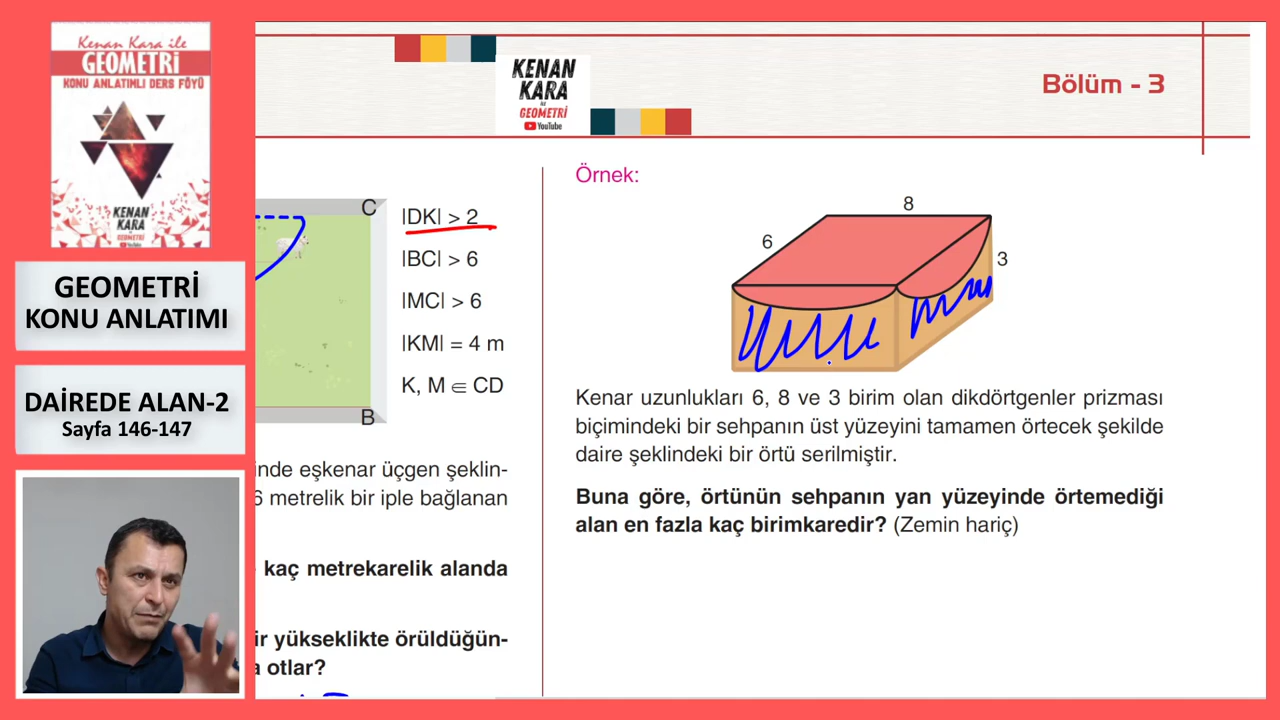 Kenan Kara ile
GEOMETRİ
KONU ANLATIMLI DERS FÖYÜ
KENAN
KARA
ile
GEOMETRİ
YouTube
GEOMETRİ
KONU ANLATIMI
DAİREDE ALAN-2
Sayfa 146-147
KENAN
KARA
ile
GEOMETRİ
YouTube
Bölüm - 3
C
B
|DK| > 2
|BC| > 6
|MC| > 6
|KM| = 4 m
K, M ∈ CD
inde eşkenar üçgen şeklin-
6 metrelik bir iple bağlanan
kaç metrekarelik alanda
ir yükseklikte örüldüğün-
a otlar?
Örnek:
8
6
3
Kenar uzunlukları 6, 8 ve 3 birim olan dikdörtgenler prizması
biçimindeki bir sehpanın üst yüzeyini tamamen örtecek şekilde
daire şeklindeki bir örtü serilmiştir.
Buna göre, örtünün sehpanın yan yüzeyinde örtemediği
alan en fazla kaç birimkaredir? (Zemin hariç)